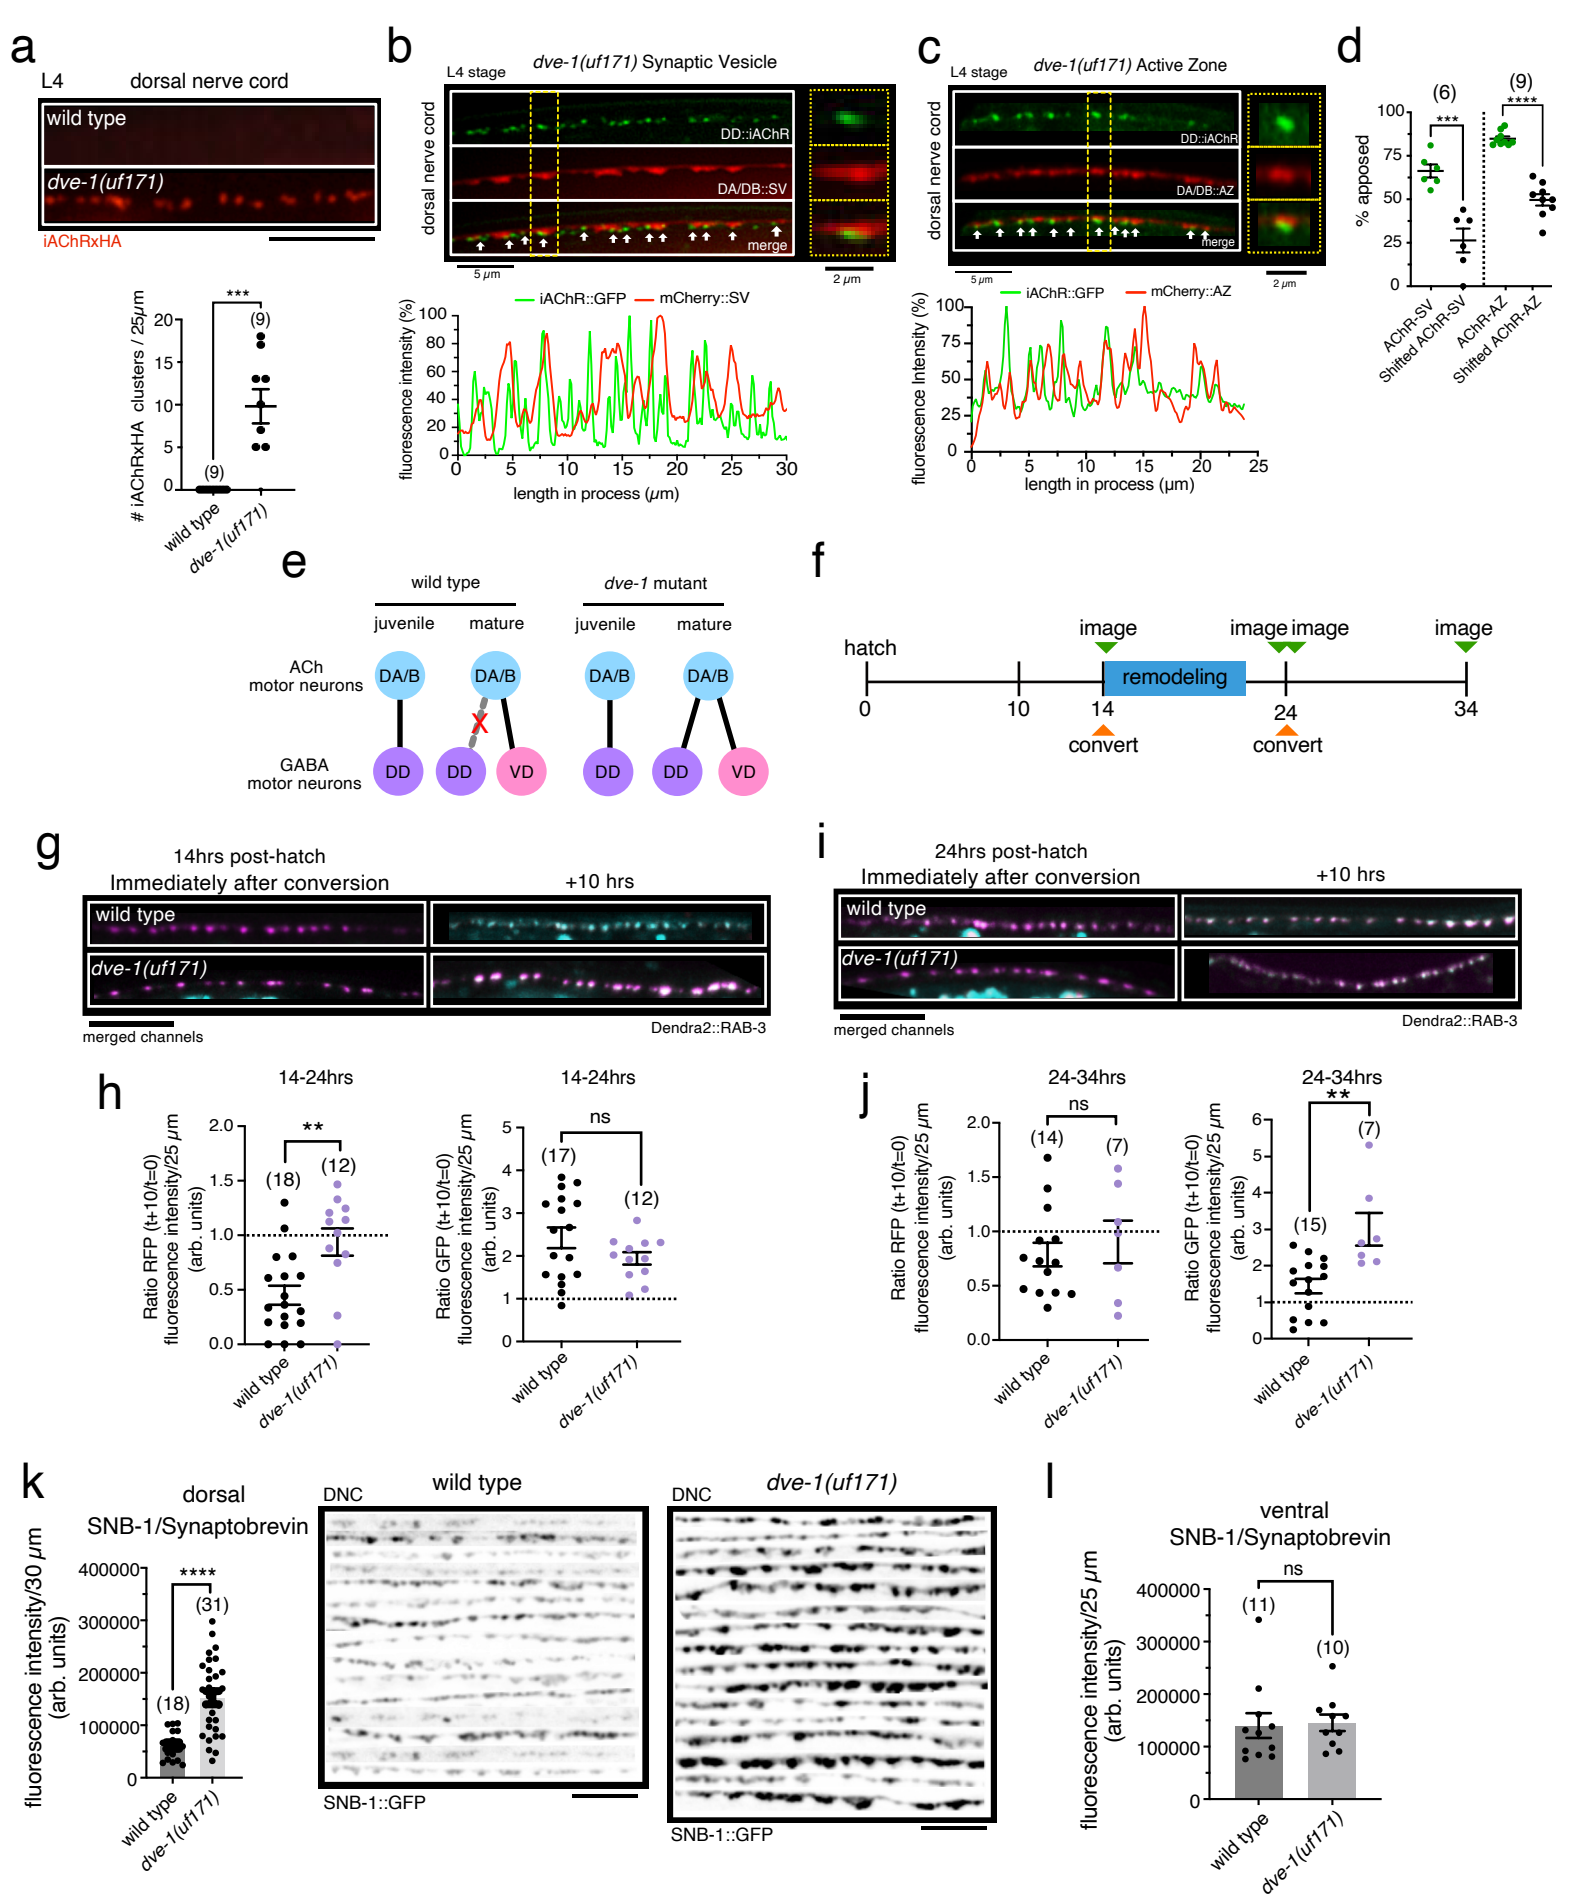 a
L4
dorsal nerve cord
wild type
dve-1(uf171)
iAChRxHA
# iAChRxHA clusters / 25µm
***
(9)
(9)
20
15
10
5
0
wild type
dve-1(uf171)
b
dve-1(uf171) Synaptic Vesicle
L4 stage
dorsal nerve cord
DD::iAChR
DA/DB::SV
merge
5 µm
2 µm
iAChR::GFP
mCherry::SV
fluorescence intensity (%)
100
80
60
40
20
0
0 5 10 15 20 25 30
length in process (µm)
c
dve-1(uf171) Active Zone
L4 stage
dorsal nerve cord
DD::iAChR
DA/DB::AZ
merge
5 µm
2 µm
iAChR::GFP
mCherry::AZ
fluorescence Intensity (%)
100
75
50
25
0
0 5 10 15 20 25
length in process (µm)
d
(6)
(9)
***
****
% apposed
100
75
50
25
0
AChR-SV
Shifted AChR-SV
AChR-AZ
Shifted AChR-AZ
e
wild type
dve-1 mutant
juvenile
mature
juvenile
mature
ACh
motor neurons
DA/B
DA/B
DA/B
DA/B
X
GABA
motor neurons
DD
DD
VD
DD
DD
VD
f
image
image image
image
hatch
remodeling
0
10
14
24
34
convert
convert
g
14hrs post-hatch
Immediately after conversion
+10 hrs
wild type
dve-1(uf171)
merged channels
Dendra2::RAB-3
h
14-24hrs
Ratio RFP (t+10/t=0)
fluorescence intensity/25 µm
(arb. units)
**
(18)
(12)
2.0
1.5
1.0
0.5
0.0
wild type
dve-1(uf171)
14-24hrs
Ratio GFP (t+10/t=0)
fluorescence intensity/25 µm
(arb. units)
ns
(17)
(12)
5
4
3
2
1
0
wild type
dve-1(uf171)
i
24hrs post-hatch
Immediately after conversion
+10 hrs
wild type
dve-1(uf171)
merged channels
Dendra2::RAB-3
j
24-34hrs
Ratio RFP (t+10/t=0)
fluorescence intensity/25 µm
(arb. units)
ns
(14)
(7)
2.0
1.5
1.0
0.5
0.0
wild type
dve-1(uf171)
24-34hrs
Ratio GFP (t+10/t=0)
fluorescence intensity/25 µm
(arb. units)
**
(15)
(7)
6
5
4
3
2
1
0
wild type
dve-1(uf171)
k
dorsal
SNB-1/Synaptobrevin
fluorescence intensity/30 µm
(arb. units)
****
(18)
(31)
400000
300000
200000
100000
0
wild type
dve-1(uf171)
wild type
DNC
SNB-1::GFP
dve-1(uf171)
DNC
SNB-1::GFP
l
ventral
SNB-1/Synaptobrevin
fluorescence intensity/25 µm
(arb. units)
ns
(11)
(10)
400000
300000
200000
100000
0
wild type
dve-1(uf171)